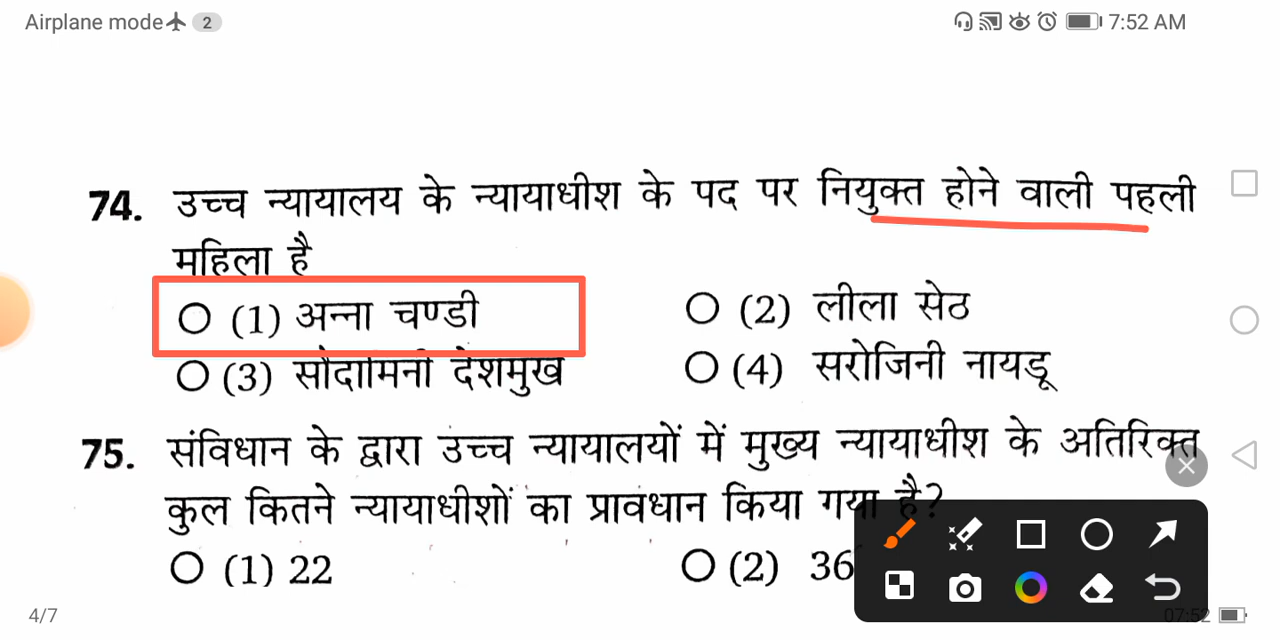 Airplane mode 2 7:52 AM
74. उच्च न्यायालय के न्यायाधीश के पद पर नियुक्त होने वाली पहली
महिला है
(1) अन्ना चण्डी (2) लीला सेठ
(3) सौदामिनी देशमुख (4) सरोजिनी नायडू
75. संविधान के द्वारा उच्च न्यायालयों में मुख्य न्यायाधीश के अतिरिक्त
कुल कितने न्यायाधीशों का प्रावधान किया गया है?
(1) 22 (2) 36
4/7 07:52